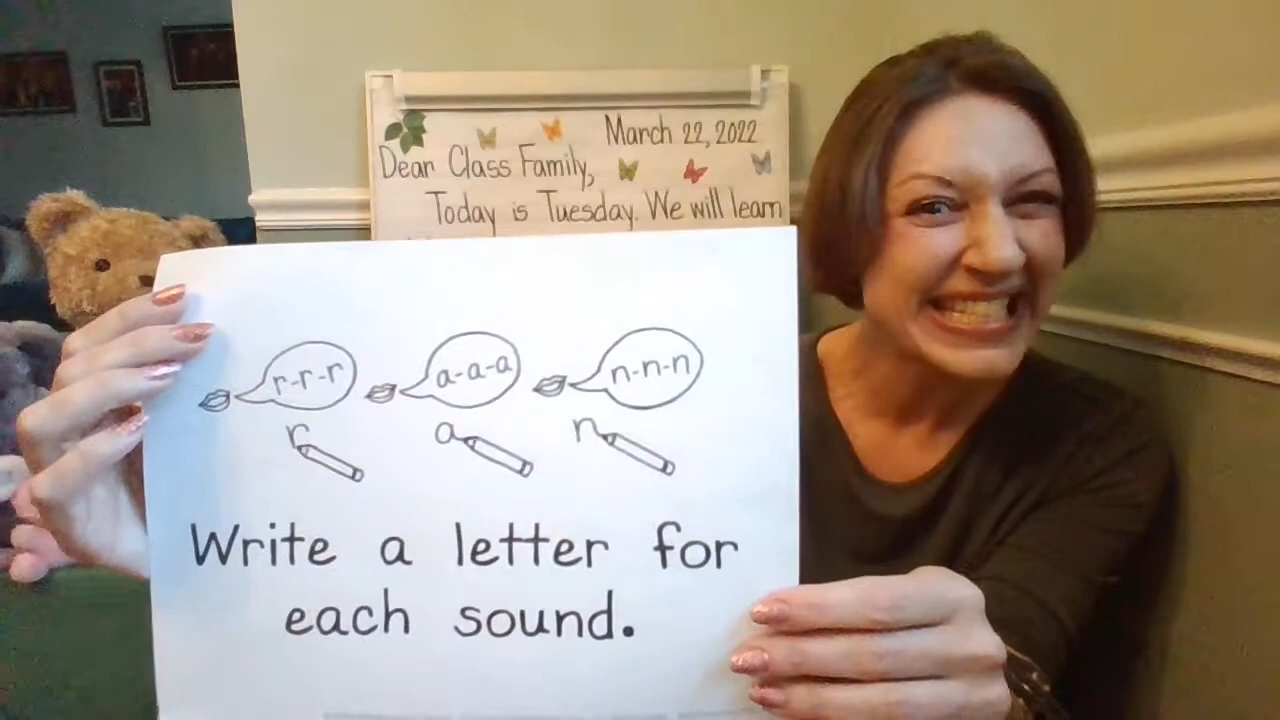 March 22, 2022
Dear Class Family,
Today is Tuesday. We will learn
r-r-r a-a-a n-n-n
r a n
Write a letter for
each sound.